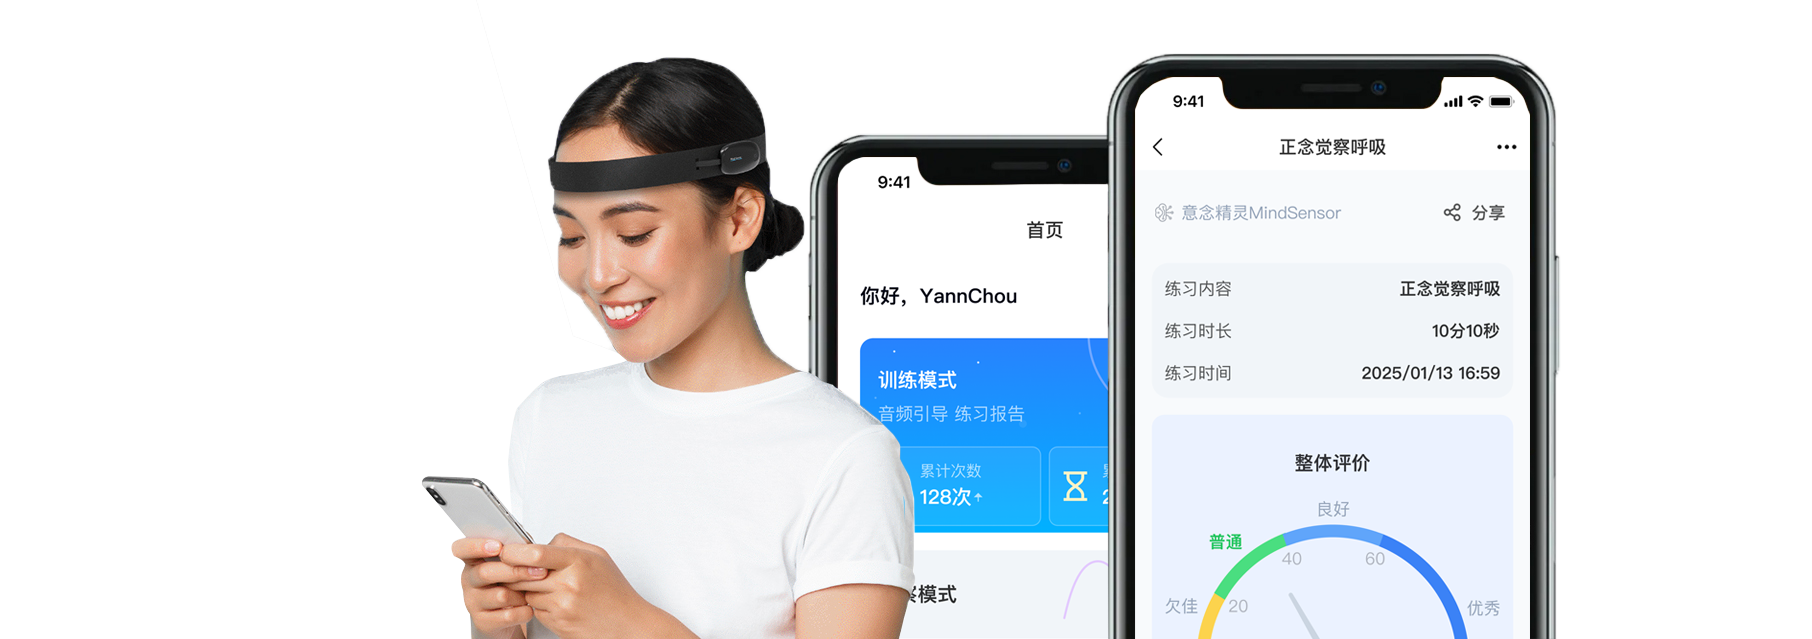 9:41
首页
你好，YannChou
训练模式
音频引导 练习报告
累计次数
128次
模式
9:41
正念觉察呼吸
意念精灵MindSensor
分享
练习内容
正念觉察呼吸
练习时长
10分10秒
练习时间
2025/01/13 16:59
整体评价
良好
普通
40
60
欠佳
20
优秀